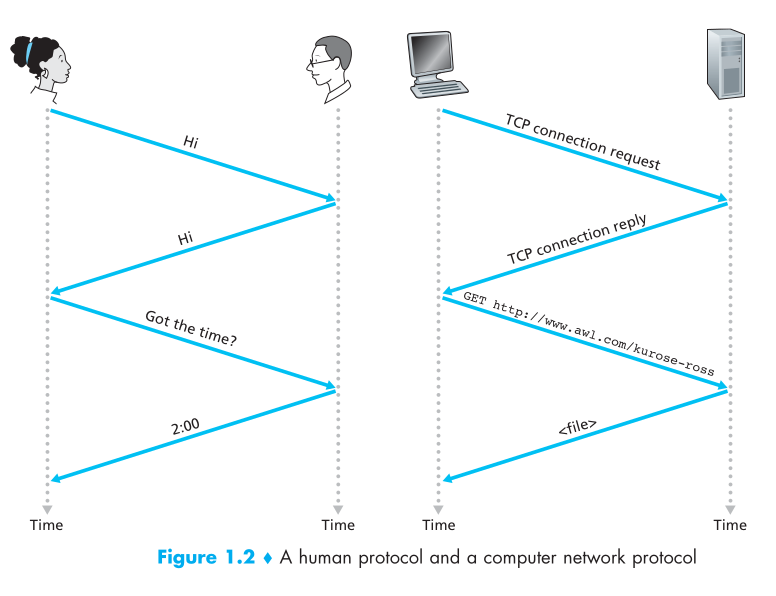 Hi
Hi
Got the time?
2:00
Time
Time
TCP connection request
TCP connection reply
GET http://www.awl.com/kurose-ross
<file>
Time
Time
Figure 1.2 ♦ A human protocol and a computer network protocol